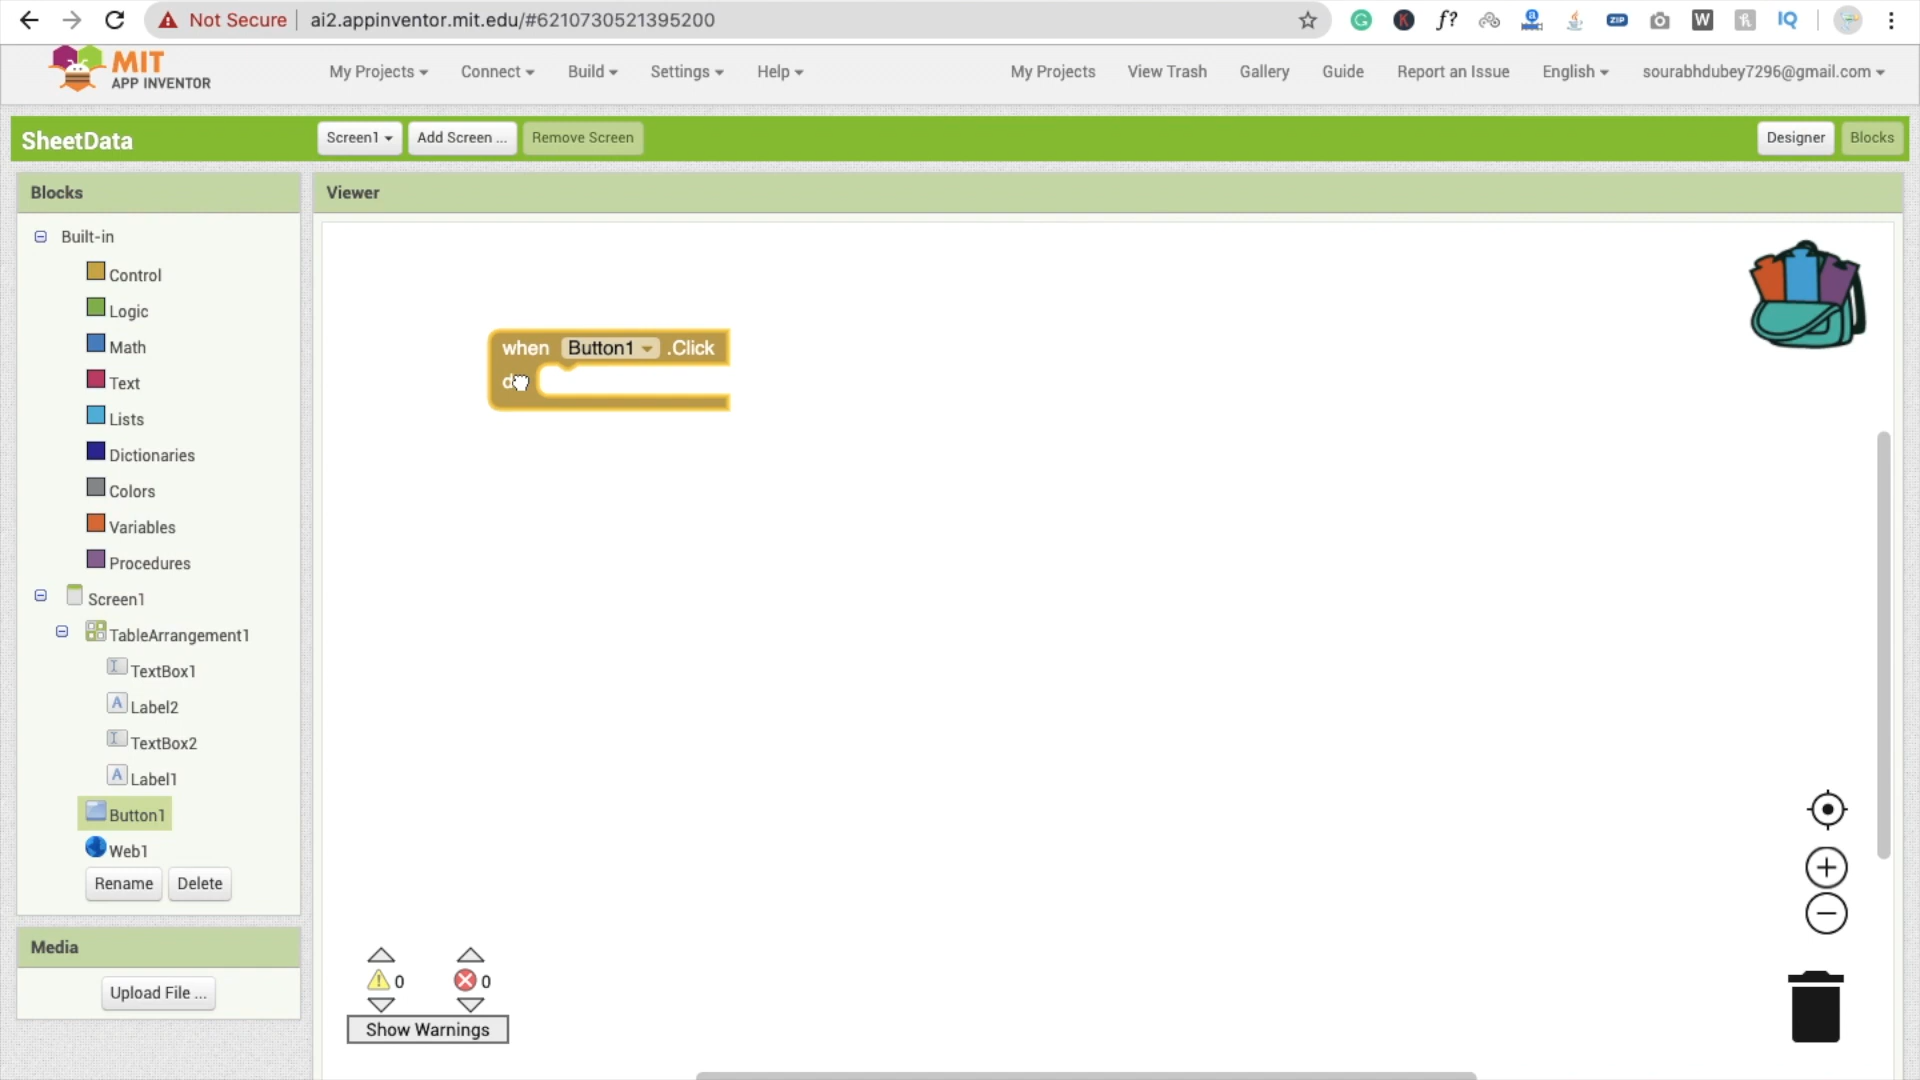 Not Secure
ai2.appinventor.mit.edu/#6210730521395200
G
K
f?
a
ZIP
W
IQ
MIT
APP INVENTOR
My Projects
Connect
Build
Settings
Help
My Projects
View Trash
Gallery
Guide
Report an Issue
English
sourabhdubey7296@gmail.com
SheetData
Screen1
Add Screen ...
Remove Screen
Designer
Blocks
Blocks
Viewer
Built-in
Control
Logic
Math
Text
Lists
Dictionaries
Colors
Variables
Procedures
Screen1
TableArrangement1
TextBox1
A Label2
TextBox2
A Label1
Button1
Web1
Rename
Delete
Media
Upload File ...
when Button1 .Click
0
0
Show Warnings